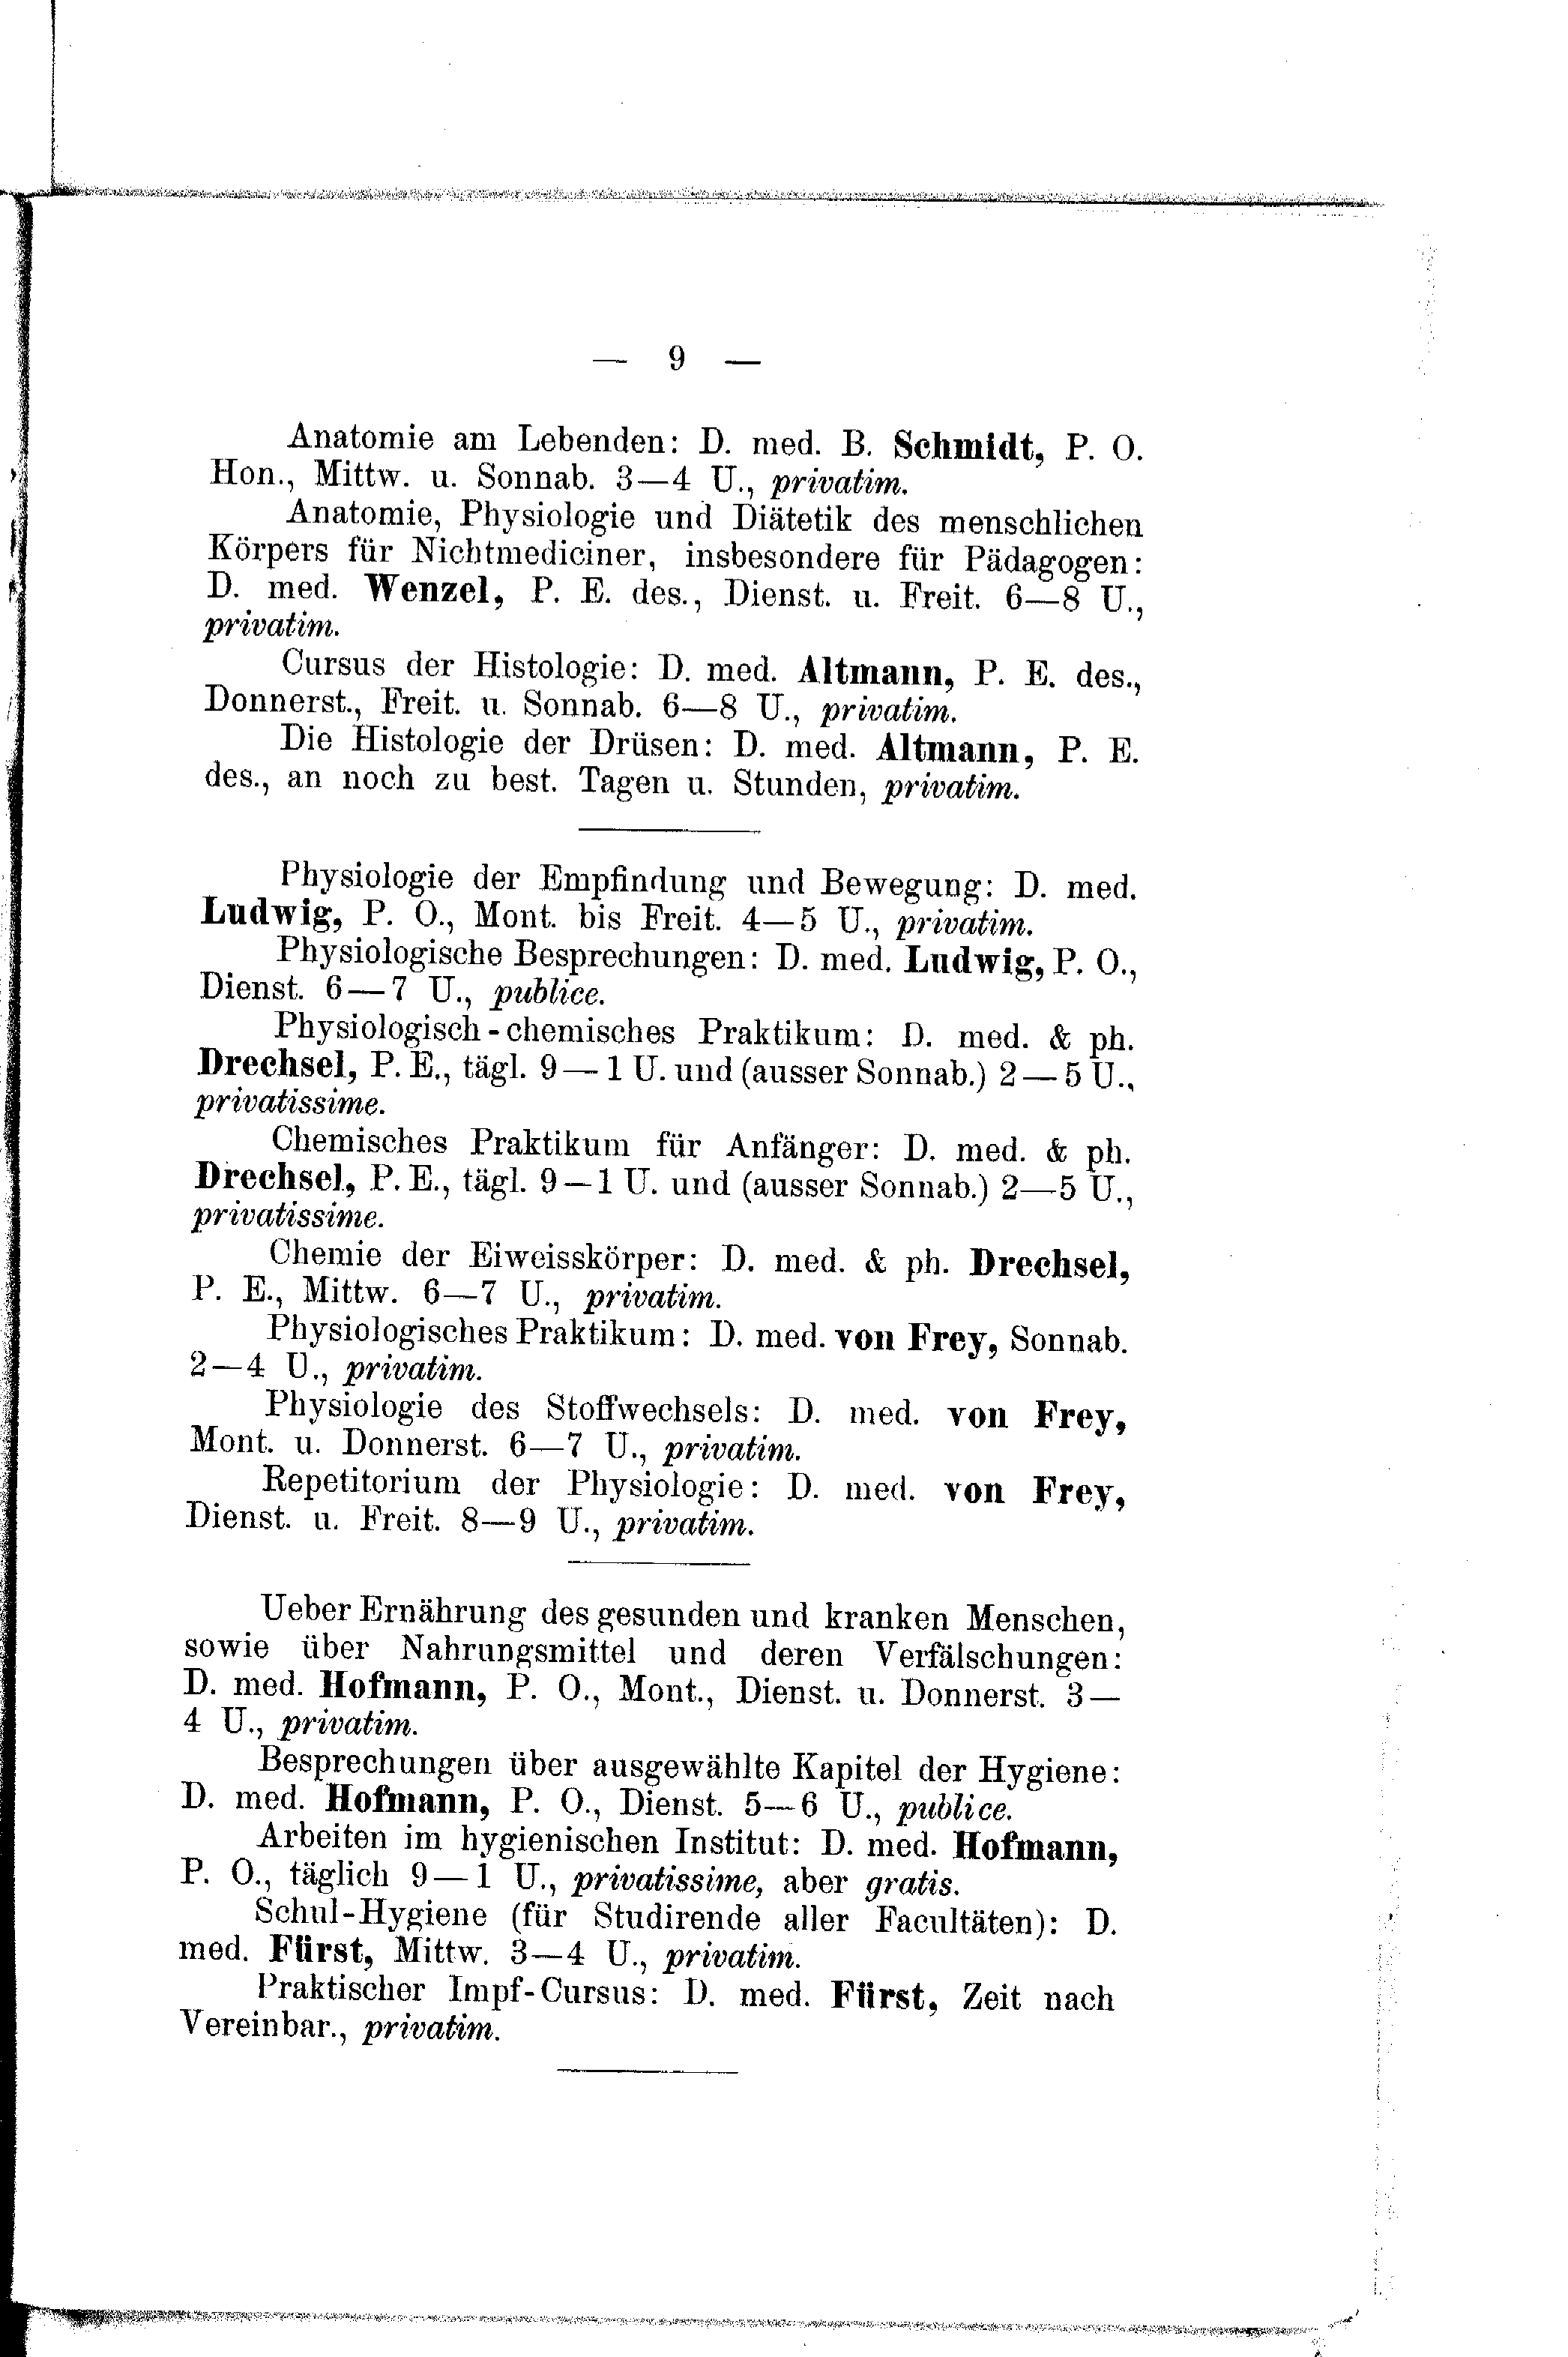 — 9 —
Anatomie am Lebenden: D. med. B. Schmidt, P. O.
Hon., Mittw. u. Sonnab. 3—4 U., privatim.
Anatomie, Physiologie und Diätetik des menschlichen
Körpers für Nichtmediciner, insbesondere für Pädagogen:
D. med. Wenzel, P. E. des., Dienst. u. Freit. 6—8 U.,
privatim.
Cursus der Histologie: D. med. Altmann, P. E. des.,
Donnerst., Freit. u. Sonnab. 6—8 U., privatim.
Die Histologie der Drüsen: D. med. Altmann, P. E.
des., an noch zu best. Tagen u. Stunden, privatim.
Physiologie der Empfindung und Bewegung: D. med.
Ludwig, P. O., Mont. bis Freit. 4—5 U., privatim.
Physiologische Besprechungen: D. med. Ludwig, P. O.,
Dienst. 6—7 U., publice.
Physiologisch-chemisches Praktikum: D. med. & ph.
Drechsel, P. E., tägl. 9—1 U. und (ausser Sonnab.) 2—5 U.,
privatissime.
Chemisches Praktikum für Anfänger: D. med. & ph.
Drechsel, P. E., tägl. 9—1 U. und (ausser Sonnab.) 2—5 U.,
privatissime.
Chemie der Eiweisskörper: D. med. & ph. Drechsel,
P. E., Mittw. 6—7 U., privatim.
Physiologisches Praktikum: D. med. von Frey, Sonnab.
2—4 U., privatim.
Physiologie des Stoffwechsels: D. med. von Frey,
Mont. u. Donnerst. 6—7 U., privatim.
Repetitorium der Physiologie: D. med. von Frey,
Dienst. u. Freit. 8—9 U., privatim.
Ueber Ernährung des gesunden und kranken Menschen,
sowie über Nahrungsmittel und deren Verfälschungen:
D. med. Hofmann, P. O., Mont., Dienst. u. Donnerst. 3—
4 U., privatim.
Besprechungen über ausgewählte Kapitel der Hygiene:
D. med. Hofmann, P. O., Dienst. 5—6 U., publice.
Arbeiten im hygienischen Institut: D. med. Hofmann,
P. O., täglich 9—1 U., privatissime, aber gratis.
Schul-Hygiene (für Studirende aller Facultäten): D.
med. Fürst, Mittw. 3—4 U., privatim.
Praktischer Impf-Cursus: D. med. Fürst, Zeit nach
Vereinbar., privatim.